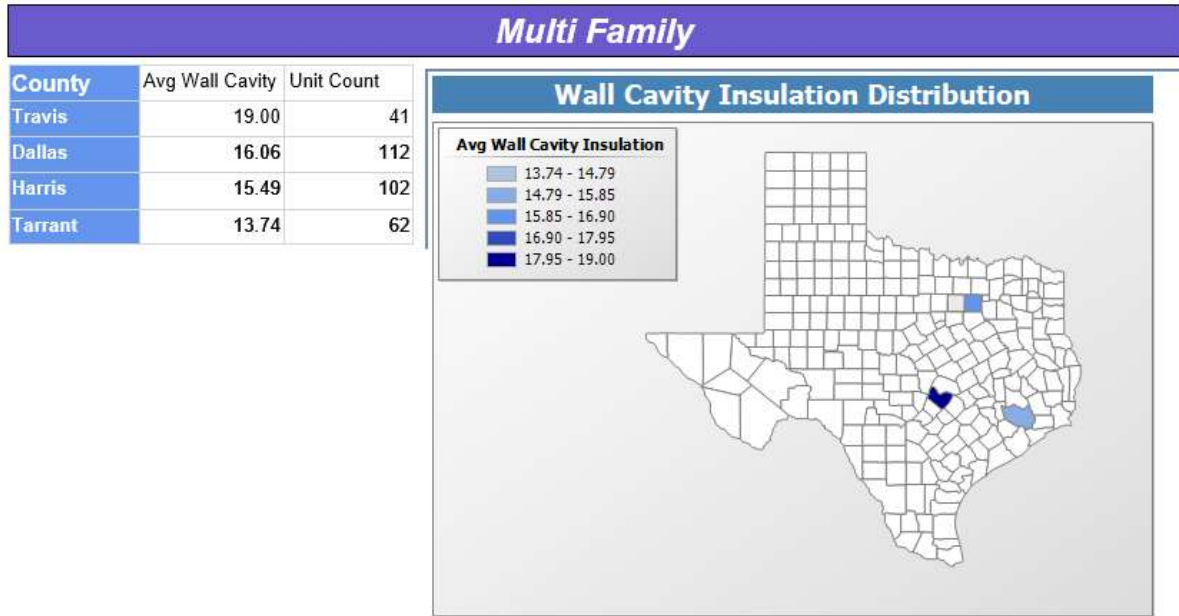 Multi Family
County Avg Wall Cavity Unit Count
Travis 19.00 41
Dallas 16.06 112
Harris 15.49 102
Tarrant 13.74 62
Wall Cavity Insulation Distribution
Avg Wall Cavity Insulation
13.74 - 14.79
14.79 - 15.85
15.85 - 16.90
16.90 - 17.95
17.95 - 19.00